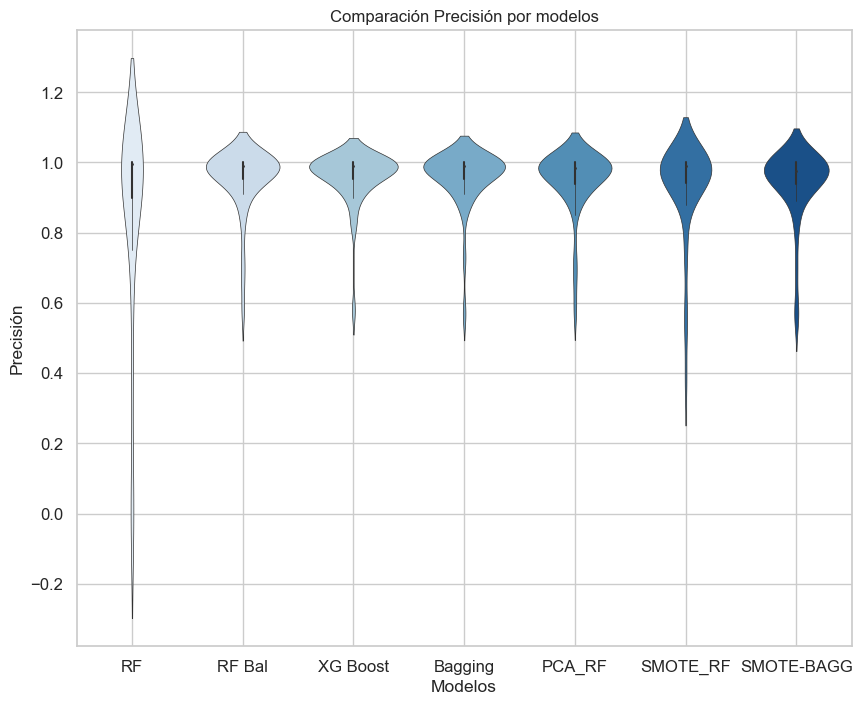 Comparación Precisión por modelos
1.2
1.0
0.8
0.6
0.4
0.2
0.0
−0.2
Precisión
RF
RF Bal
XG Boost
Bagging
PCA_RF
SMOTE_RF
SMOTE-BAGG
Modelos